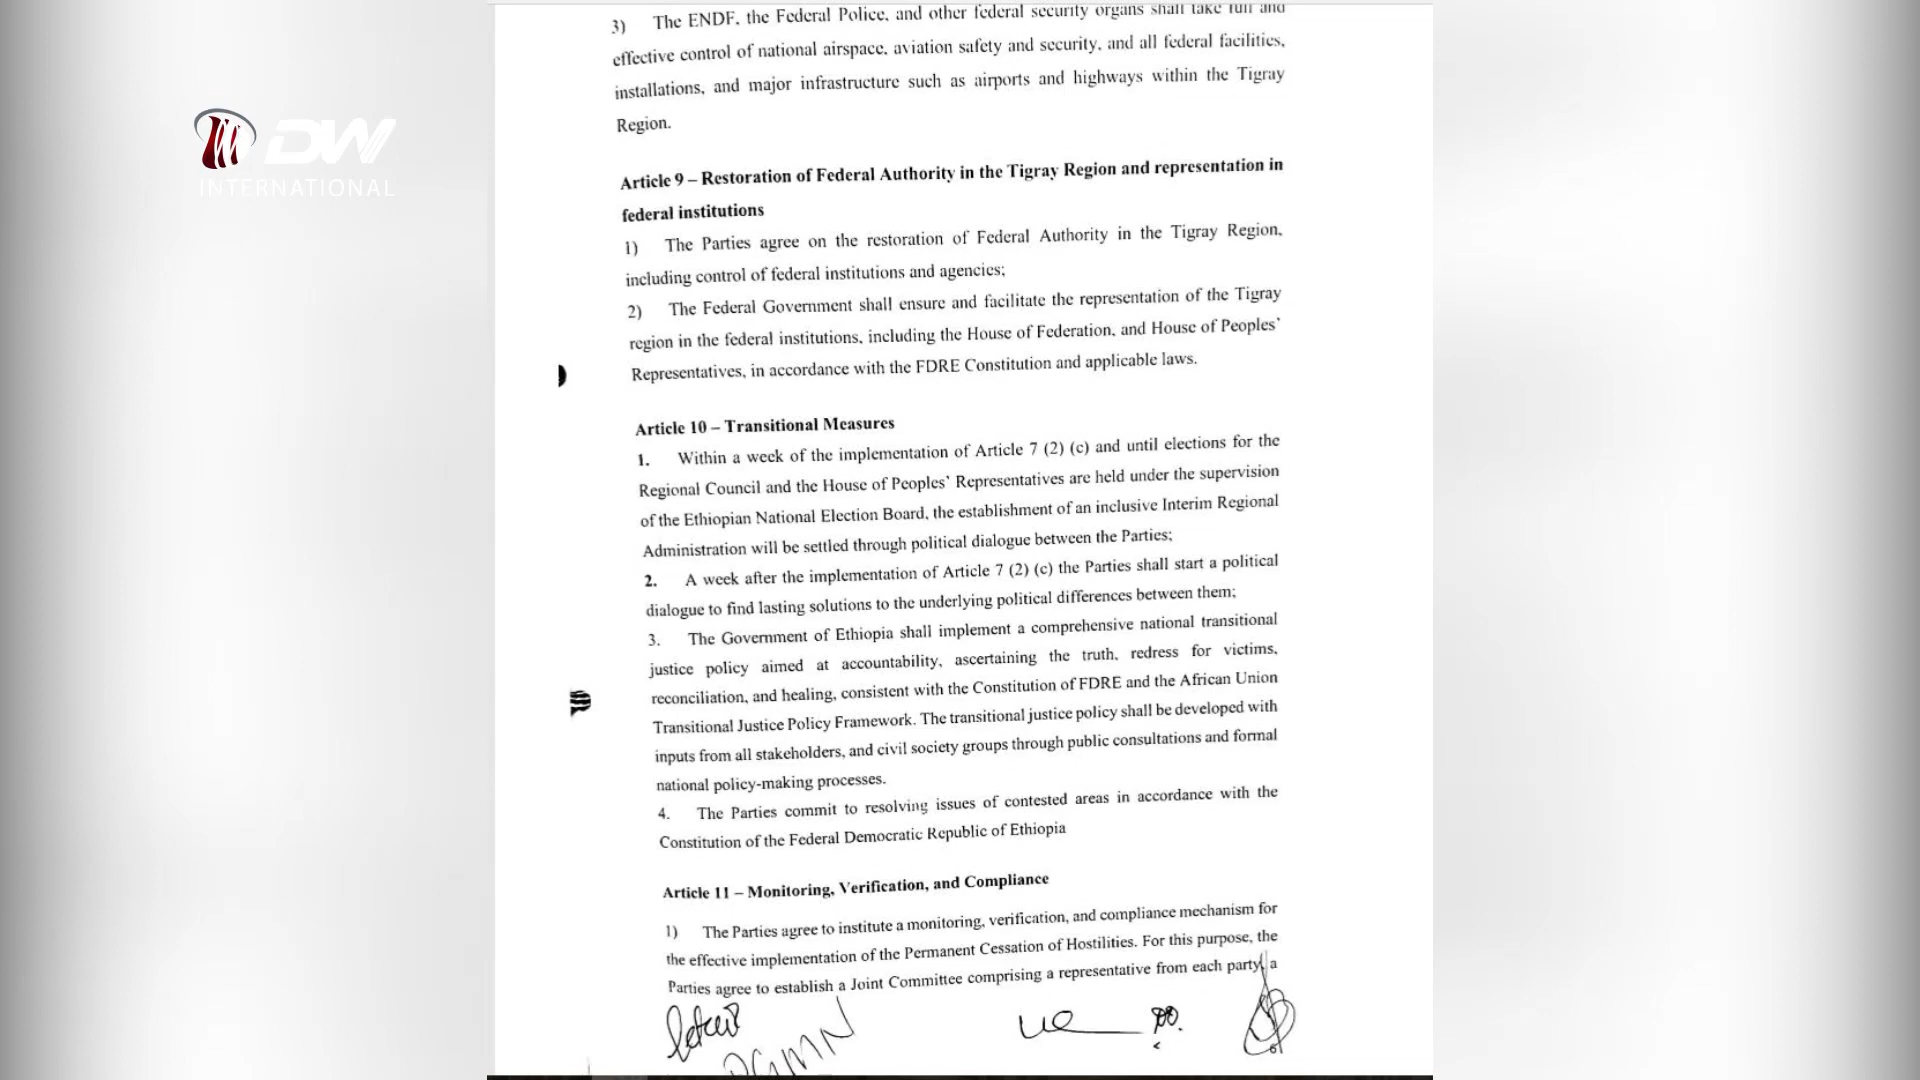 DW
INTERNATIONAL
3) The ENDF, the Federal Police, and other federal security organs shall take full and
effective control of national airspace, aviation safety and security, and all federal facilities,
installations, and major infrastructure such as airports and highways within the Tigray
Region.
Article 9 – Restoration of Federal Authority in the Tigray Region and representation in
federal institutions
1) The Parties agree on the restoration of Federal Authority in the Tigray Region,
including control of federal institutions and agencies;
2) The Federal Government shall ensure and facilitate the representation of the Tigray
region in the federal institutions, including the House of Federation, and House of Peoples’
Representatives, in accordance with the FDRE Constitution and applicable laws.
Article 10 – Transitional Measures
1. Within a week of the implementation of Article 7 (2) (c) and until elections for the
Regional Council and the House of Peoples’ Representatives are held under the supervision
of the Ethiopian National Election Board, the establishment of an inclusive Interim Regional
Administration will be settled through political dialogue between the Parties;
2. A week after the implementation of Article 7 (2) (c) the Parties shall start a political
dialogue to find lasting solutions to the underlying political differences between them;
3. The Government of Ethiopia shall implement a comprehensive national transitional
justice policy aimed at accountability, ascertaining the truth, redress for victims,
reconciliation, and healing, consistent with the Constitution of FDRE and the African Union
Transitional Justice Policy Framework. The transitional justice policy shall be developed with
inputs from all stakeholders, and civil society groups through public consultations and formal
national policy-making processes.
4. The Parties commit to resolving issues of contested areas in accordance with the
Constitution of the Federal Democratic Republic of Ethiopia
Article 11 – Monitoring, Verification, and Compliance
1) The Parties agree to institute a monitoring, verification, and compliance mechanism for
the effective implementation of the Permanent Cessation of Hostilities. For this purpose, the
Parties agree to establish a Joint Committee comprising a representative from each party, a